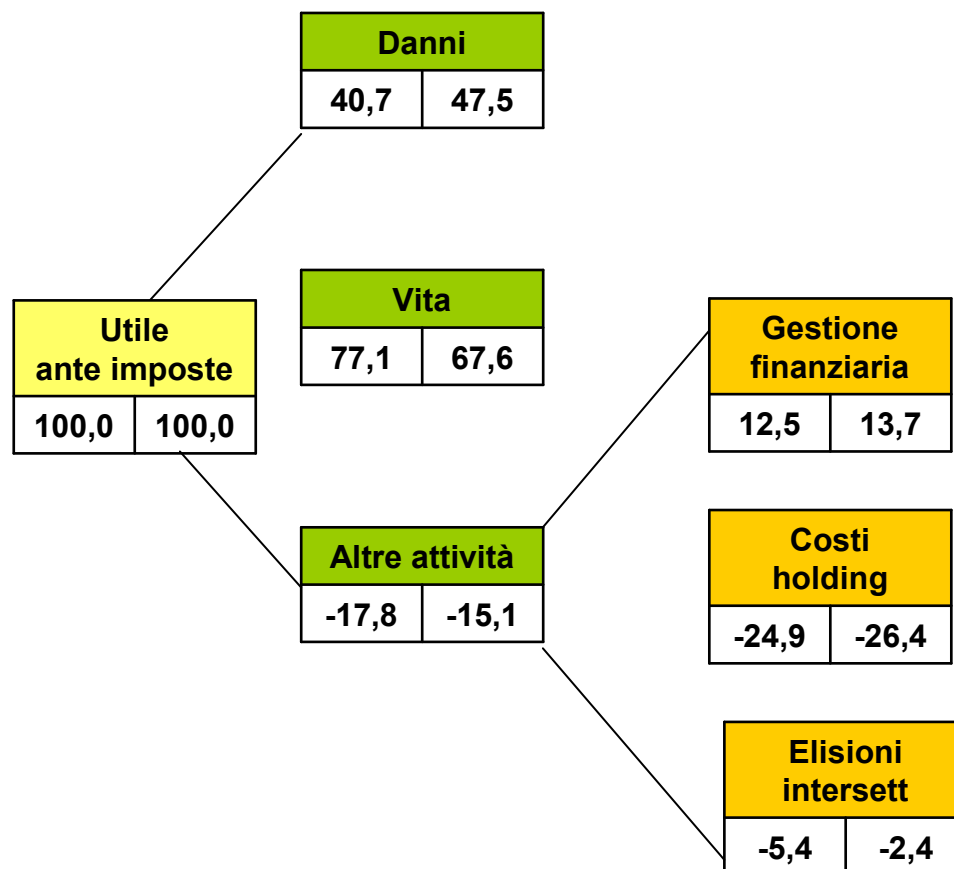 Danni
40,7 47,5
Utile
ante imposte
100,0 100,0
Vita
77,1 67,6
Altre attività
-17,8 -15,1
Gestione
finanziaria
12,5 13,7
Costi
holding
-24,9 -26,4
Elisioni
intersett
-5,4 -2,4